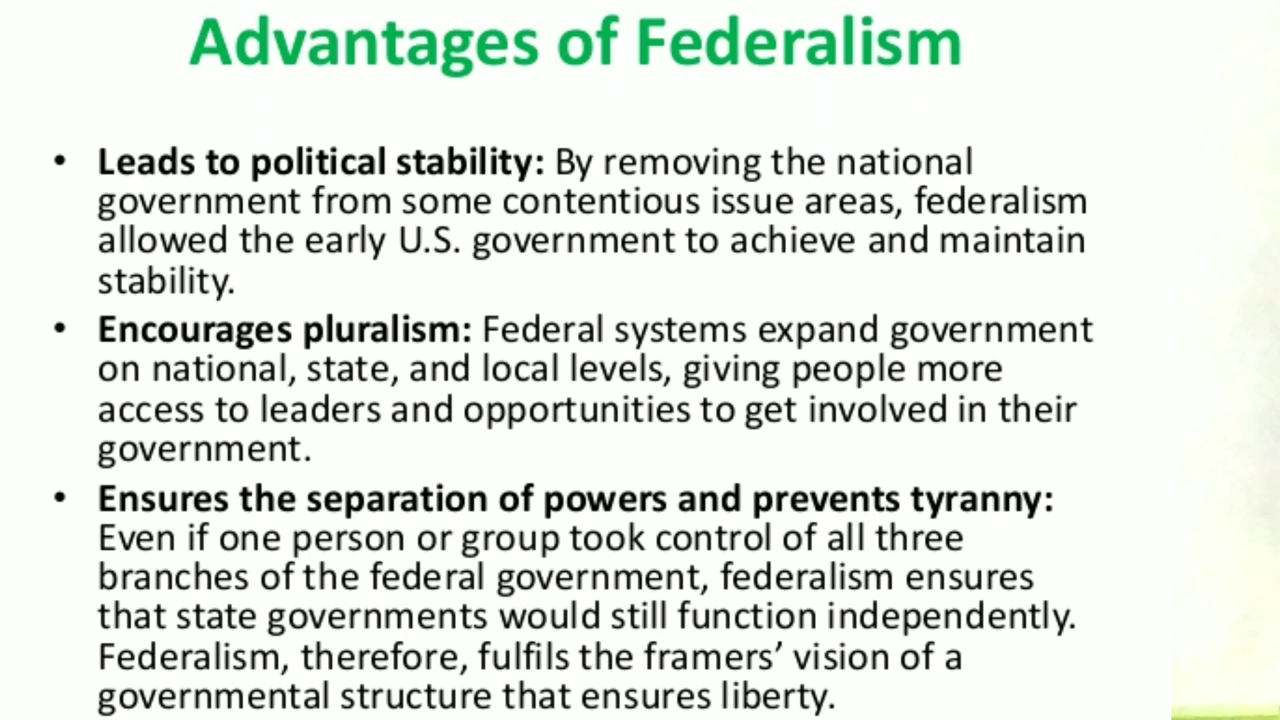 Advantages of Federalism
• Leads to political stability: By removing the national
government from some contentious issue areas, federalism
allowed the early U.S. government to achieve and maintain
stability.
• Encourages pluralism: Federal systems expand government
on national, state, and local levels, giving people more
access to leaders and opportunities to get involved in their
government.
• Ensures the separation of powers and prevents tyranny:
Even if one person or group took control of all three
branches of the federal government, federalism ensures
that state governments would still function independently.
Federalism, therefore, fulfils the framers’ vision of a
governmental structure that ensures liberty.